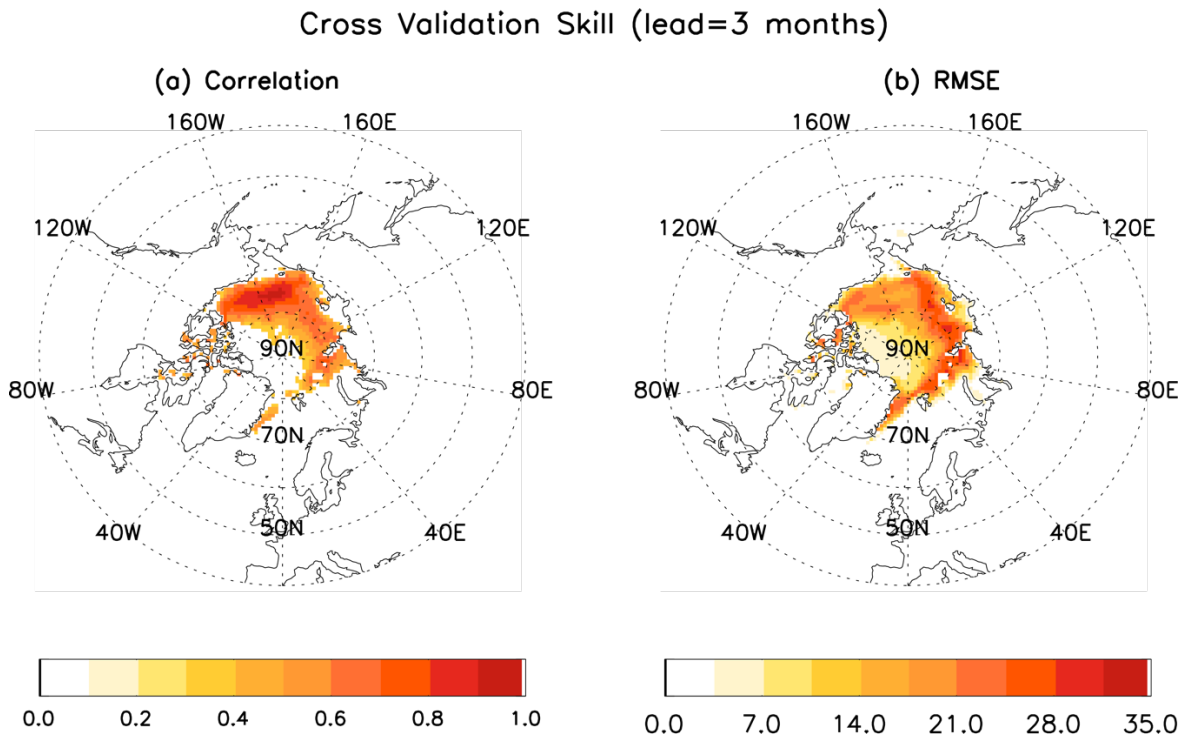 Cross Validation Skill (lead=3 months)
(a) Correlation
160W 160E
120W 120E
90N
80W 80E
70N
50N
40W 40E
0.0 0.2 0.4 0.6 0.8 1.0
(b) RMSE
160W 160E
120W 120E
90N
80W 80E
70N
50N
40W 40E
0.0 7.0 14.0 21.0 28.0 35.0